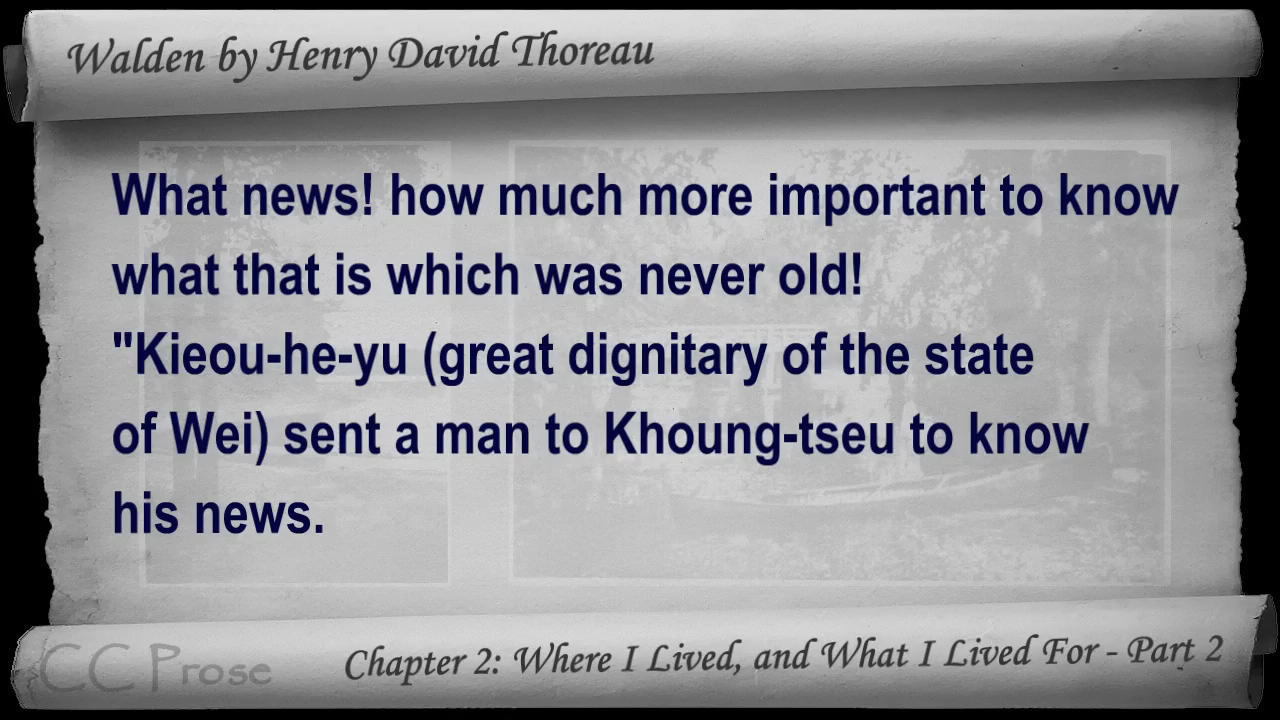 Walden by Henry David Thoreau
What news! how much more important to know
what that is which was never old!
"Kieou-he-yu (great dignitary of the state
of Wei) sent a man to Khoung-tseu to know
his news.
CC Prose
Chapter 2: Where I Lived, and What I Lived For - Part 2